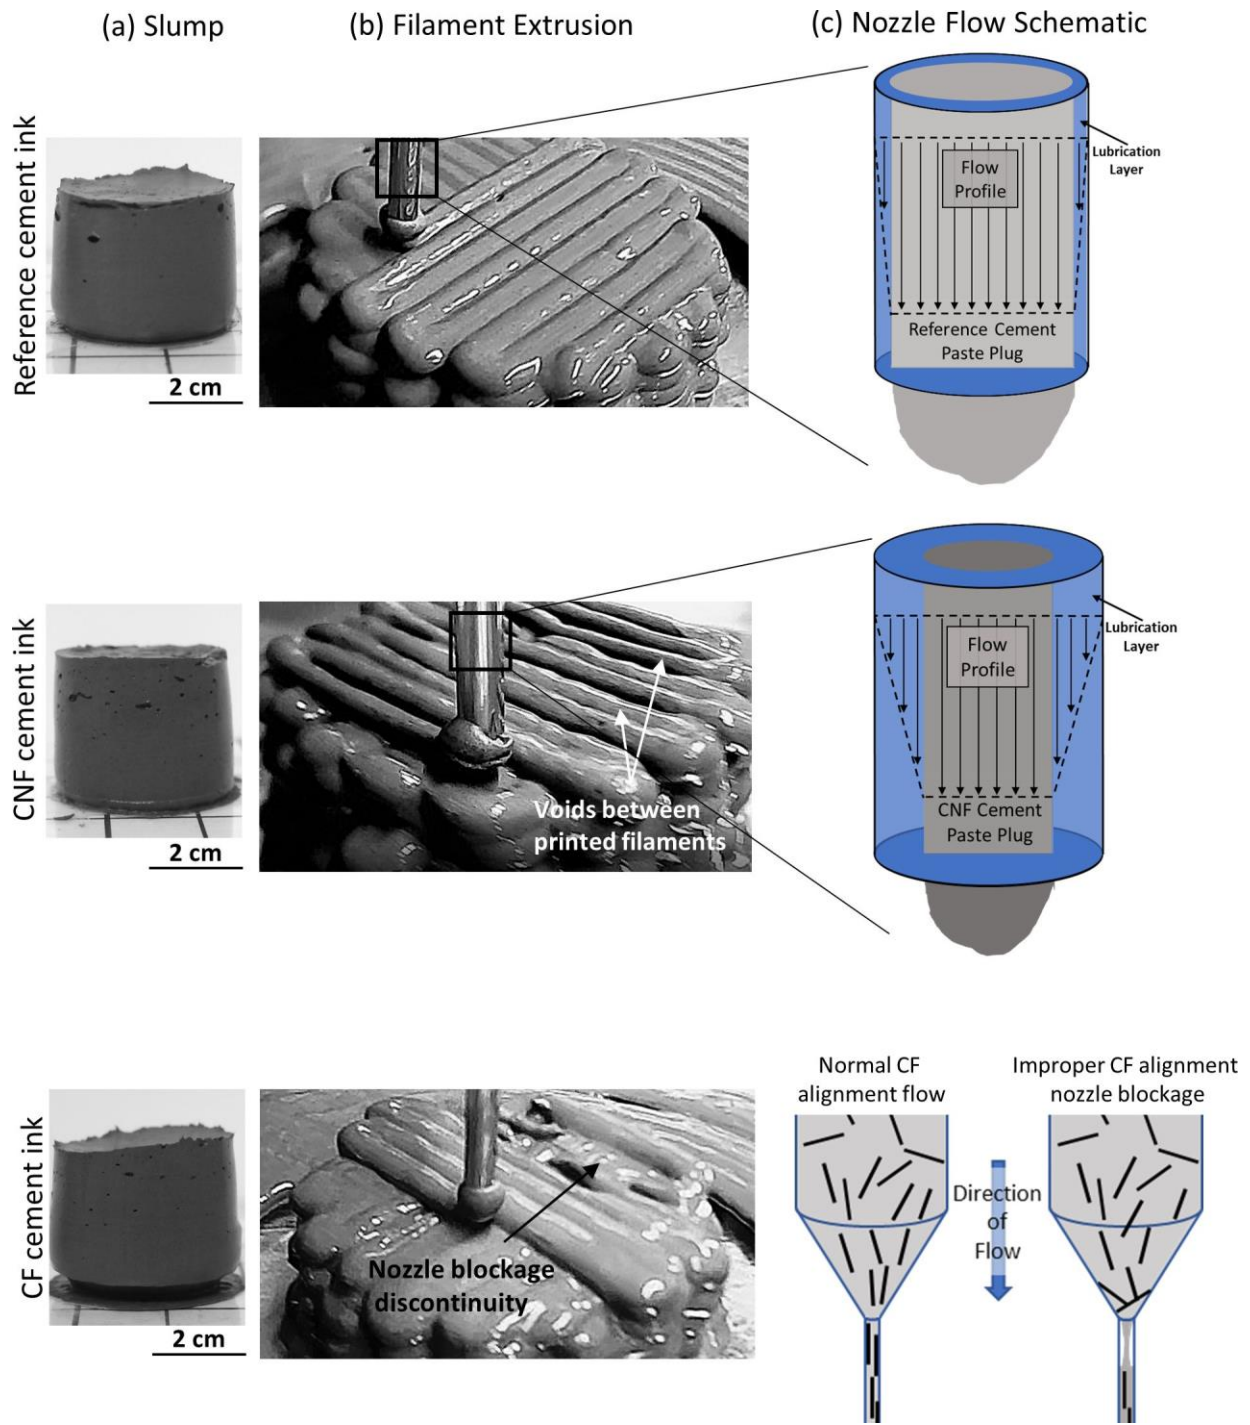 (a) Slump
(b) Filament Extrusion
(c) Nozzle Flow Schematic
Reference cement ink
2 cm
Lubrication
Layer
Flow
Profile
Reference Cement
Paste Plug
CNF cement ink
2 cm
Voids between
printed filaments
Lubrication
Layer
Flow
Profile
CNF Cement
Paste Plug
CF cement ink
2 cm
Nozzle blockage
discontinuity
Normal CF
alignment flow
Improper CF alignment
nozzle blockage
Direction
of
Flow